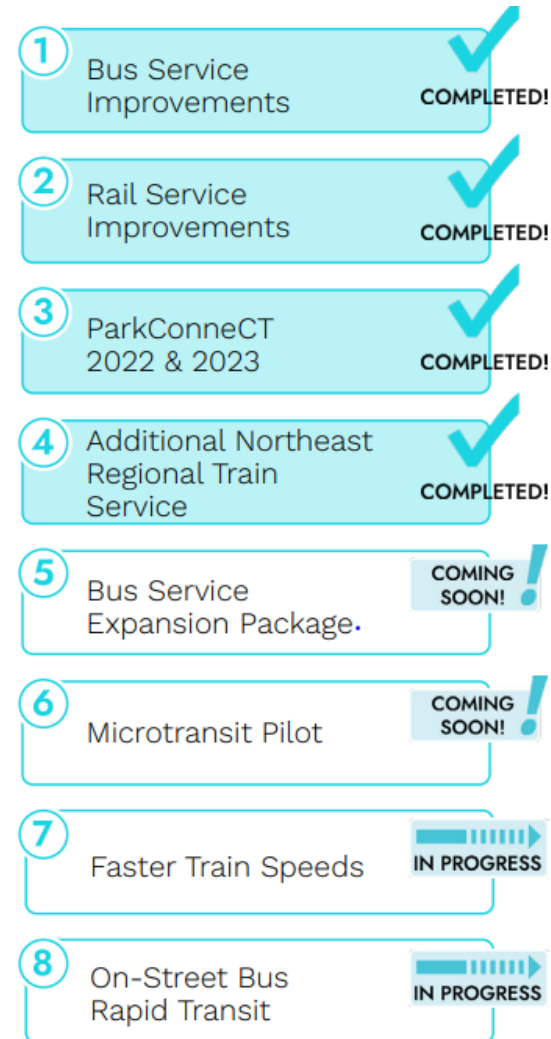 1
Bus Service
Improvements
COMPLETED!
2
Rail Service
Improvements
COMPLETED!
3
ParkConneCT
2022 & 2023
COMPLETED!
4
Additional Northeast
Regional Train
Service
COMPLETED!
5
Bus Service
Expansion Package.
COMING
SOON!
6
Microtransit Pilot
COMING
SOON!
7
Faster Train Speeds
IN PROGRESS
8
On-Street Bus
Rapid Transit
IN PROGRESS